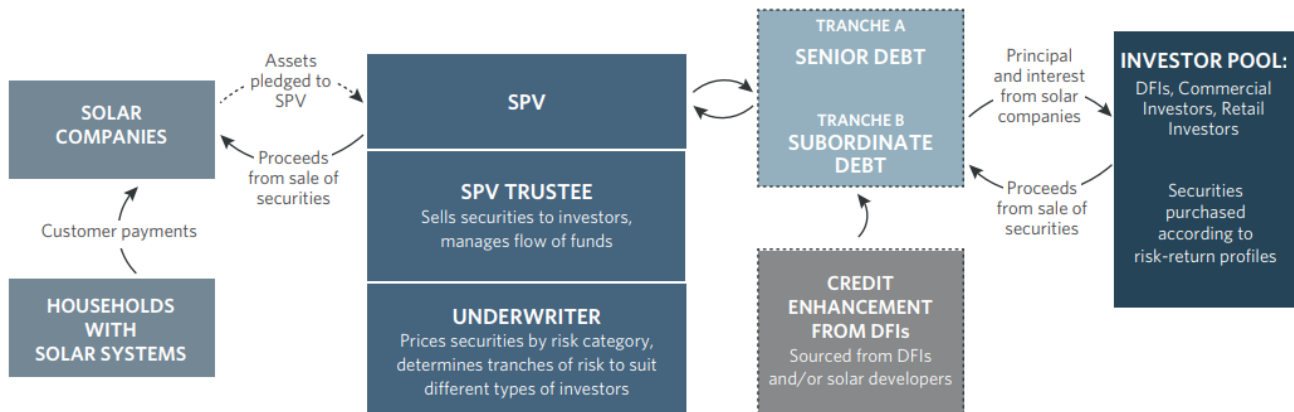 SOLAR
COMPANIES
Customer payments
HOUSEHOLDS
WITH
SOLAR SYSTEMS
Assets
pledged to
SPV
Proceeds
from sale of
securities
SPV
SPV TRUSTEE
Sells securities to investors,
manages flow of funds
UNDERWRITER
Prices securities by risk category,
determines tranches of risk to suit
different types of investors
TRANCHE A
SENIOR DEBT
TRANCHE B
SUBORDINATE
DEBT
CREDIT
ENHANCEMENT
FROM DFIs
Sourced from DFIs
and/or solar developers
Principal
and interest
from solar
companies
Proceeds
from sale of
securities
INVESTOR POOL:
DFIs, Commercial
Investors, Retail
Investors
Securities
purchased
according to
risk-return profiles